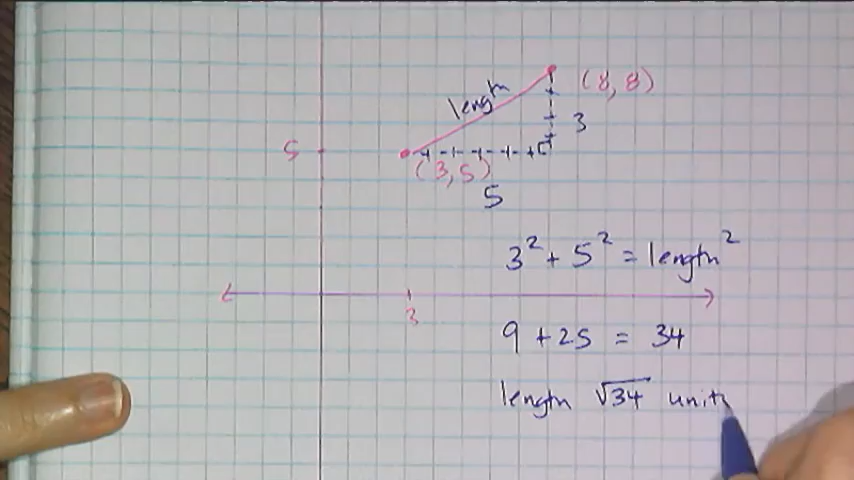 length
(8, 8)
3
5
(3, 5)
5
3² + 5² = length²
3
9 + 25 = 34
length √34 units